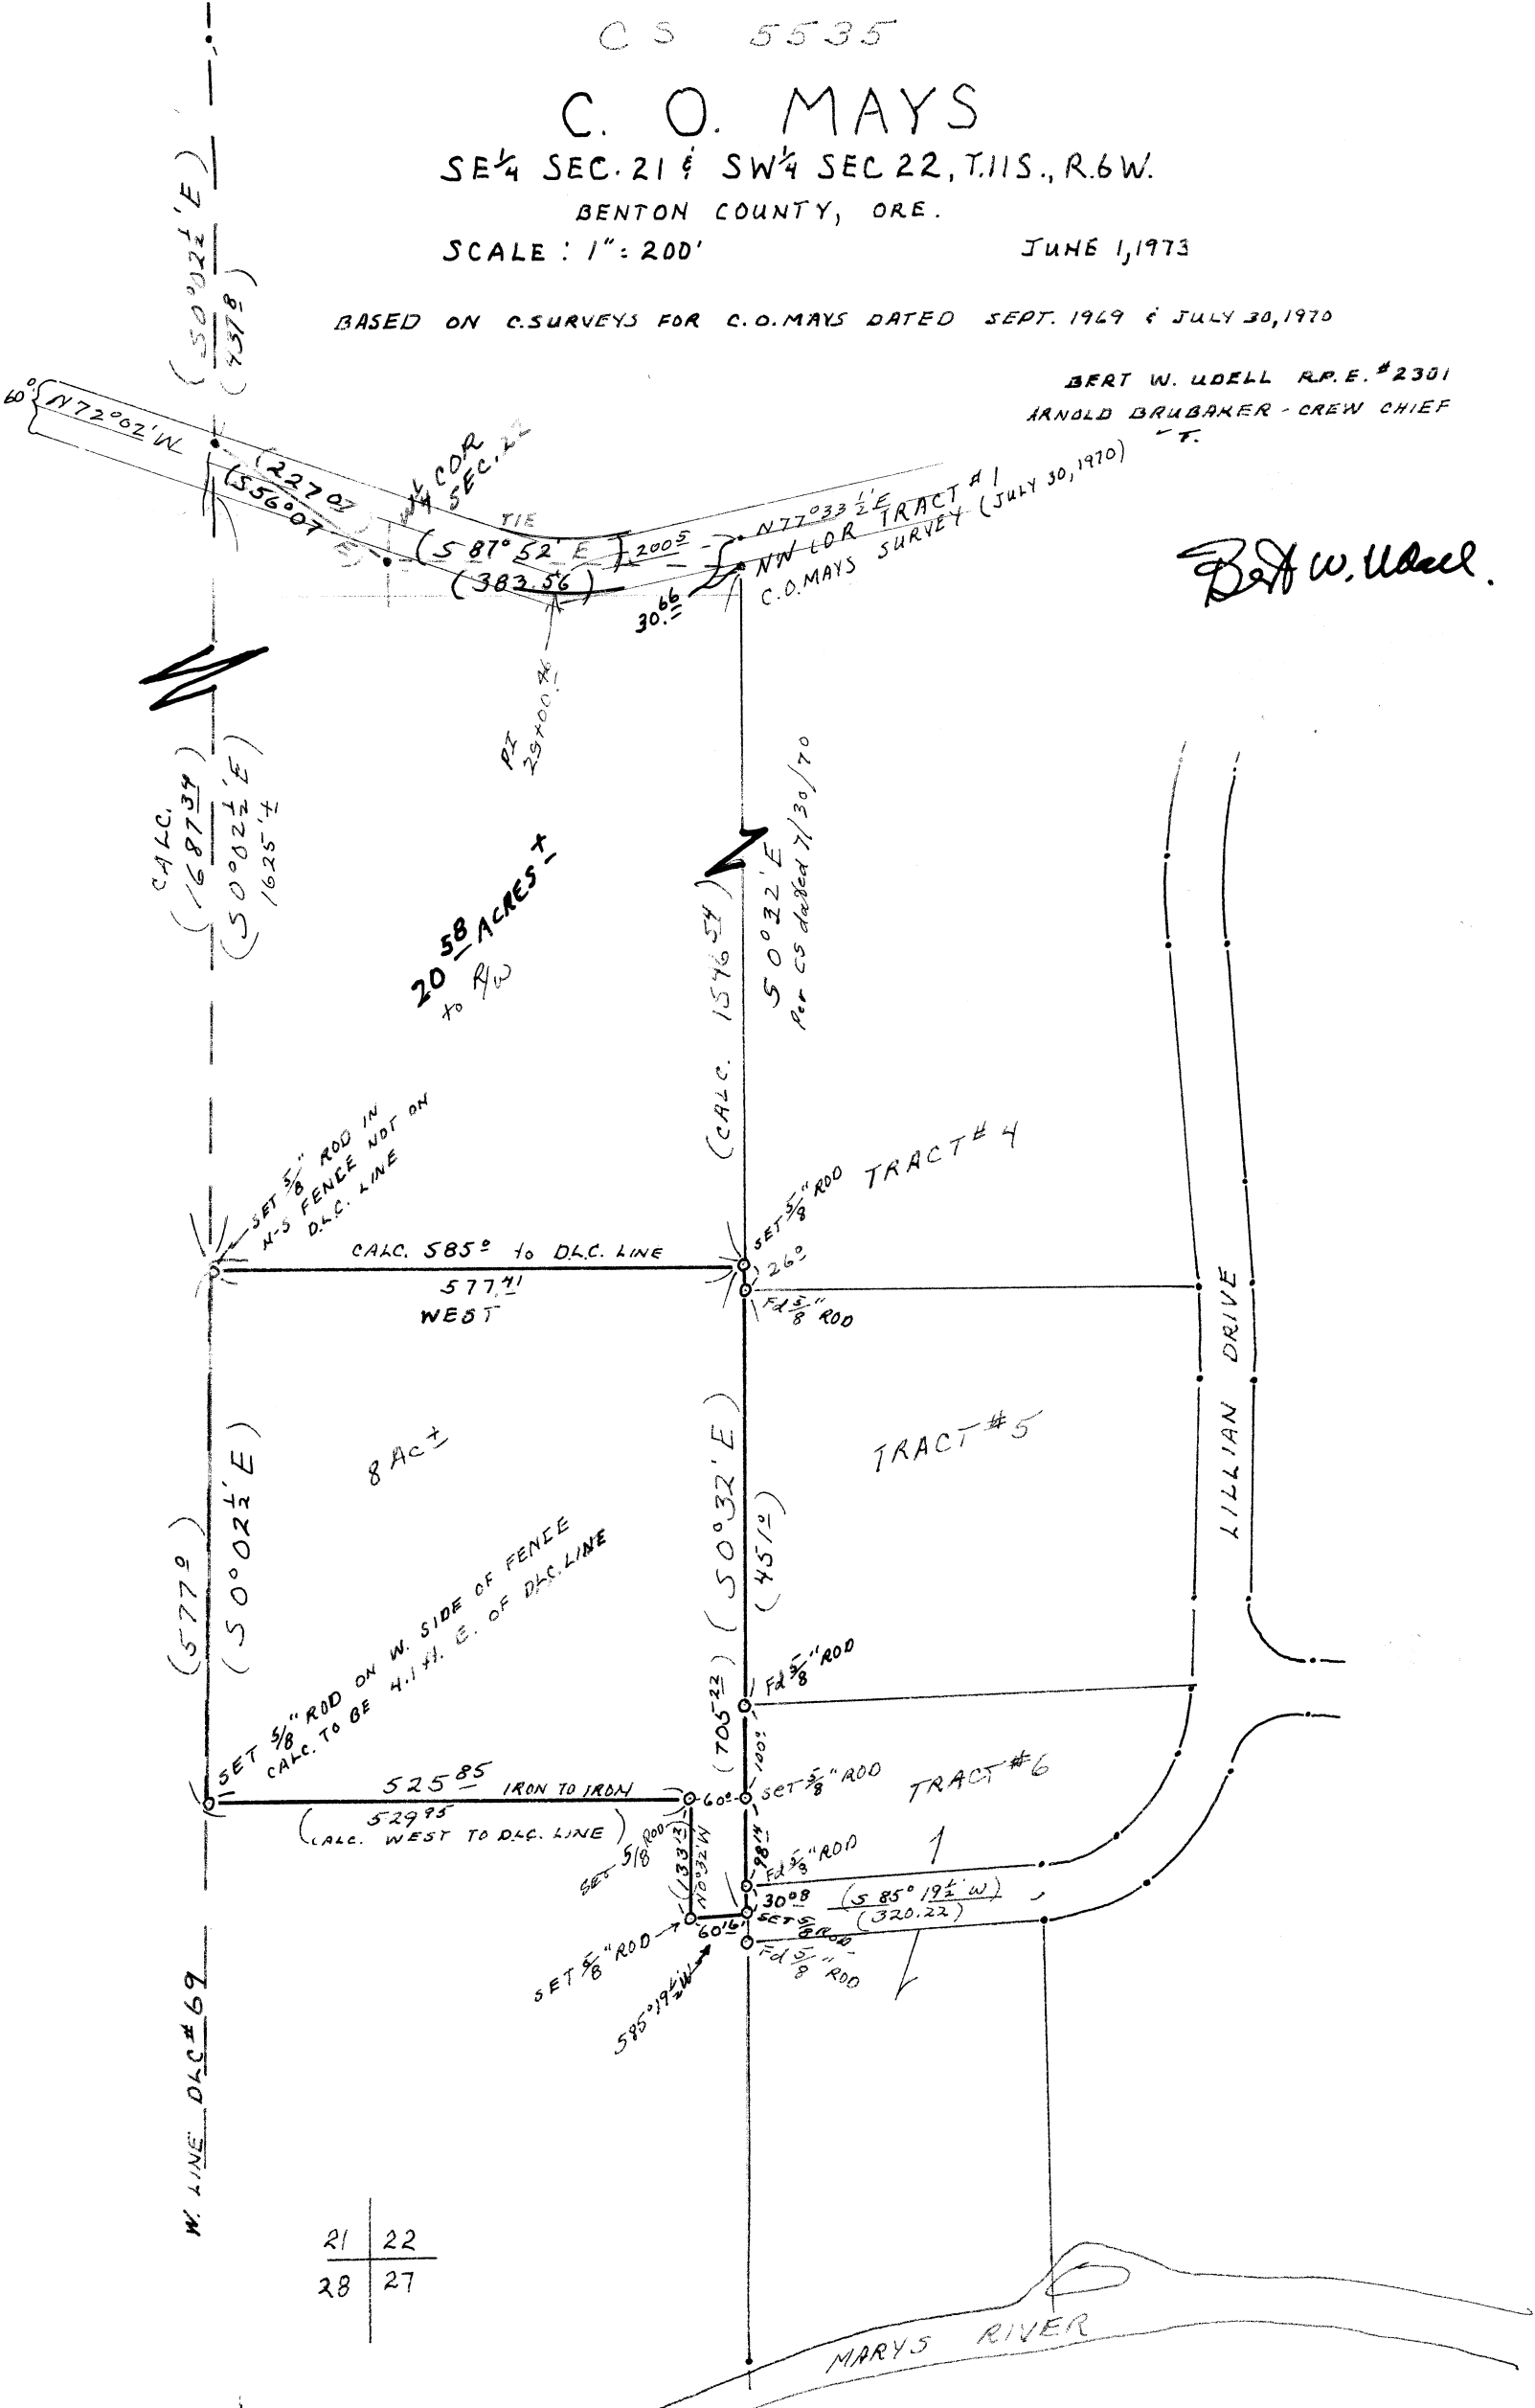 CS 5535
C. O. MAYS
SE¼ SEC. 21 & SW¼ SEC 22, T.11S., R.6W.
BENTON COUNTY, ORE.
SCALE : 1" = 200'
JUNE 1, 1973
BASED ON C.SURVEYS FOR C.O.MAYS DATED SEPT. 1969 & JULY 30, 1970
BERT W. UDELL R.P.E. #2301
ARNOLD BRUBAKER - CREW CHIEF
T.
Bert W. Udell.
(S0°02½'E)
(437 8)
60°
N72°02'W
(227 07
(S56°07'
E)
W¼ COR
SEC. 22
TIE
(S 87° 52' E)
(383.56)
200 5
N77°33½'E
NW COR TRACT #1
C.O.MAYS SURVEY (JULY 30, 1970)
30.66
PI
29+00.46
CALC.
(1687 34)
(S0°02½'E)
1625'±
20 58 ACRES ±
to R/W
(CALC. 1546 54)
S0°32'E
Per CS dated 7/30/70
SET 5/8" ROD IN
N-S FENCE NOT ON
D.L.C. LINE
SET 5/8" ROD
TRACT #4
CALC. 585 0 to D.L.C. LINE
577.41
WEST
26 0
Fd 5/8" ROD
8 Ac ±
TRACT #5
LILLIAN DRIVE
(577 0)
(S0°02½'E)
(S0°32'E)
(451 0)
(705 22)
SET 5/8" ROD ON W. SIDE OF FENCE
CALC. TO BE 4.1 ft. E. OF D.L.C. LINE
Fd 5/8" ROD
100 0
525 85 IRON TO IRON
529 95
(CALC. WEST TO D.L.C. LINE)
60 0
SET 5/8" ROD
TRACT #6
SET 5/8 ROD
(133 13)
N0°32'W
98 14
Fd 5/8" ROD
1
30 08
(S 85° 19½' W)
(320.22)
SET 5/8 ROD
60 16
SET 5/8" ROD
Fd 5/8" ROD
S85°19½'W
W. LINE DLC #69
21 22
28 27
MARYS RIVER